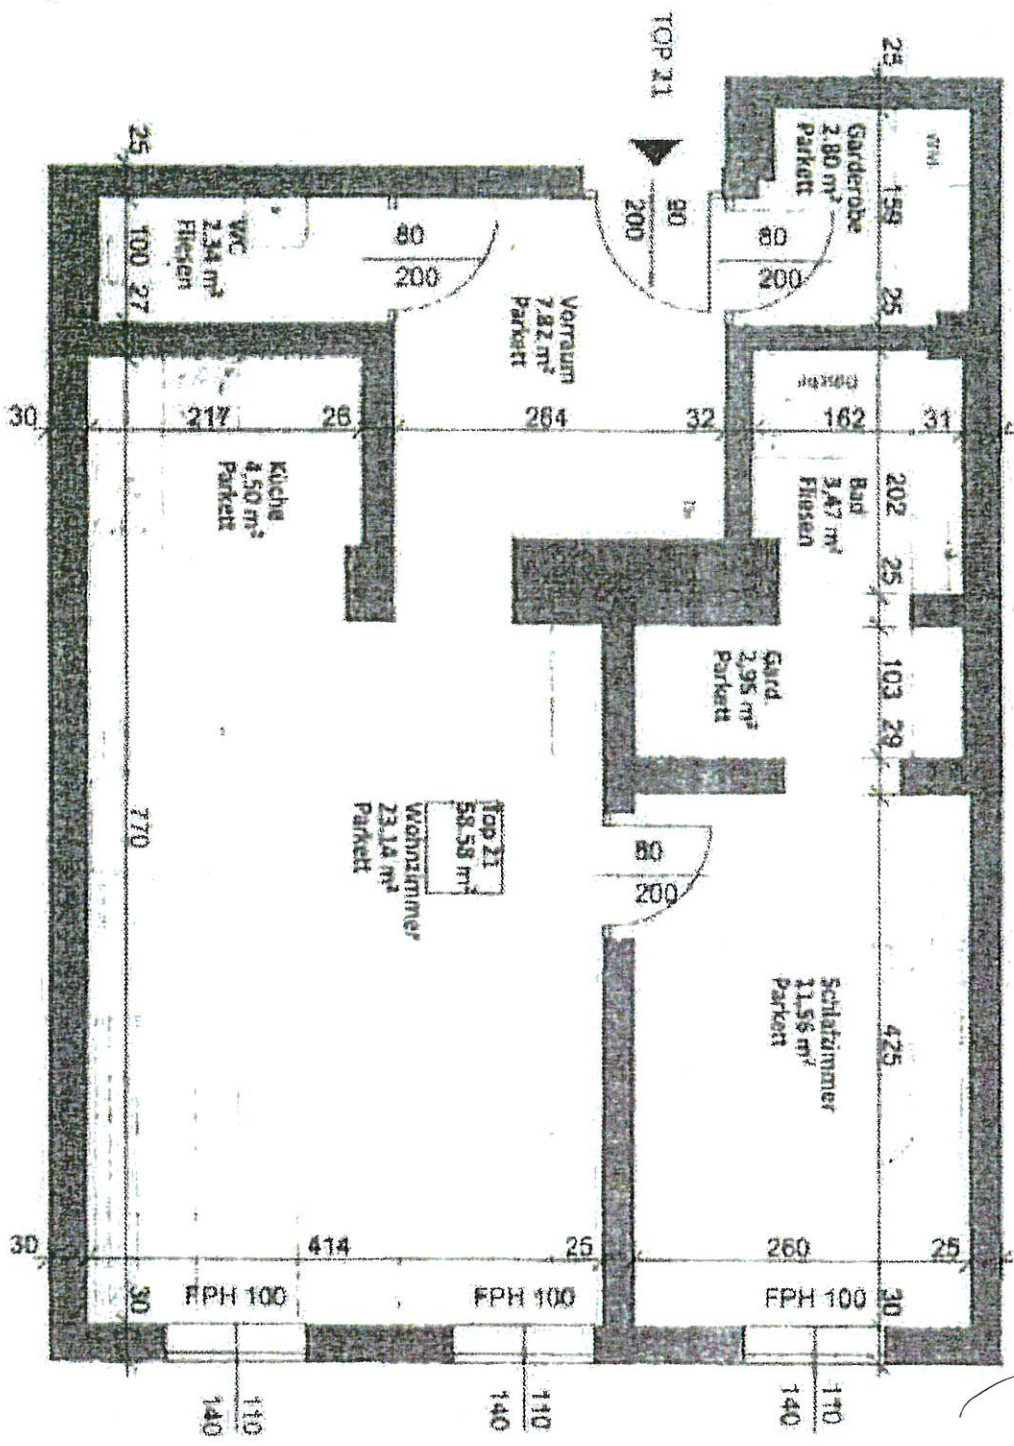 TOP 21
25
Garderobe
2.80 m²
Parkett
159
25
80
200
90
200
25
WC
2.34 m²
Fliesen
100
27
80
200
Vorraum
7.82 m²
Parkett
Dusche
30
217
26
264
32
162
31
Küche
4,50 m²
Parkett
Bad
3,47 m²
Fliesen
202
25
Gard.
2,95 m²
Parkett
103
29
770
Top 21
58.58 m²
Wohnzimmer
23.14 m²
Parkett
80
200
Schlafzimmer
11,56 m²
Parkett
425
30
414
25
260
25
30
FPH 100
FPH 100
FPH 100
30
110
140
110
140
110
140